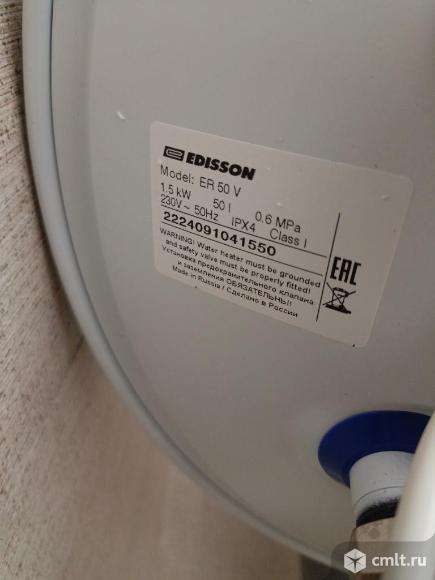 EDISSON
Model: ER 50 V
1.5 kW 50 l 0.6 MPa
230V~ 50Hz IPX4 Class I
2224091041550
WARNING! Water heater must be grounded
and safety valve must be properly fitted!
Установка предохранительного клапана
и заземления ОБЯЗАТЕЛЬНЫ!
Made in Russia / Сделано в России
EAC
cmlt.ru